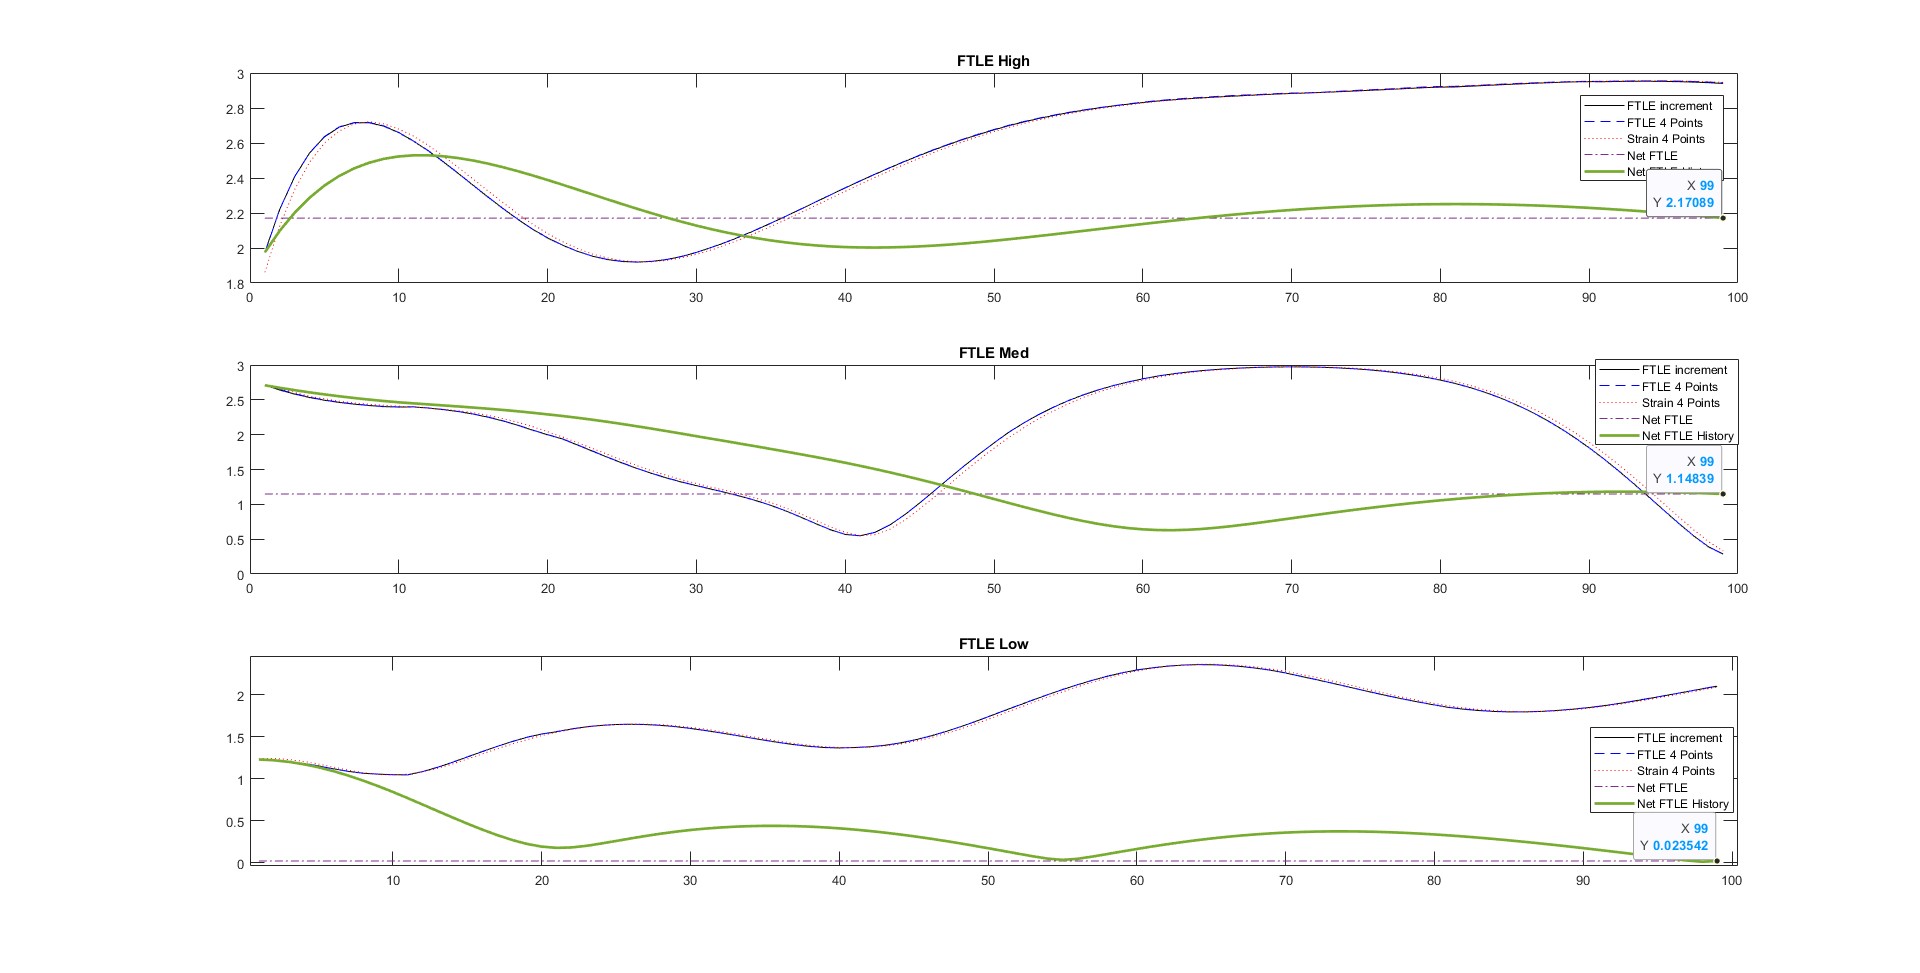 FTLE High
3
2.8
2.6
2.4
2.2
2
1.8
0 10 20 30 40 50 60 70 80 90 100
FTLE increment
FTLE 4 Points
Strain 4 Points
Net FTLE
Net
X 99
Y 2.17089
FTLE Med
3
2.5
2
1.5
1
0.5
0
0 10 20 30 40 50 60 70 80 90 100
FTLE increment
FTLE 4 Points
Strain 4 Points
Net FTLE
Net FTLE History
X 99
Y 1.14839
FTLE Low
2
1.5
1
0.5
0
10 20 30 40 50 60 70 80 90 100
FTLE increment
FTLE 4 Points
Strain 4 Points
Net FTLE
Net FTLE History
X 99
Y 0.023542